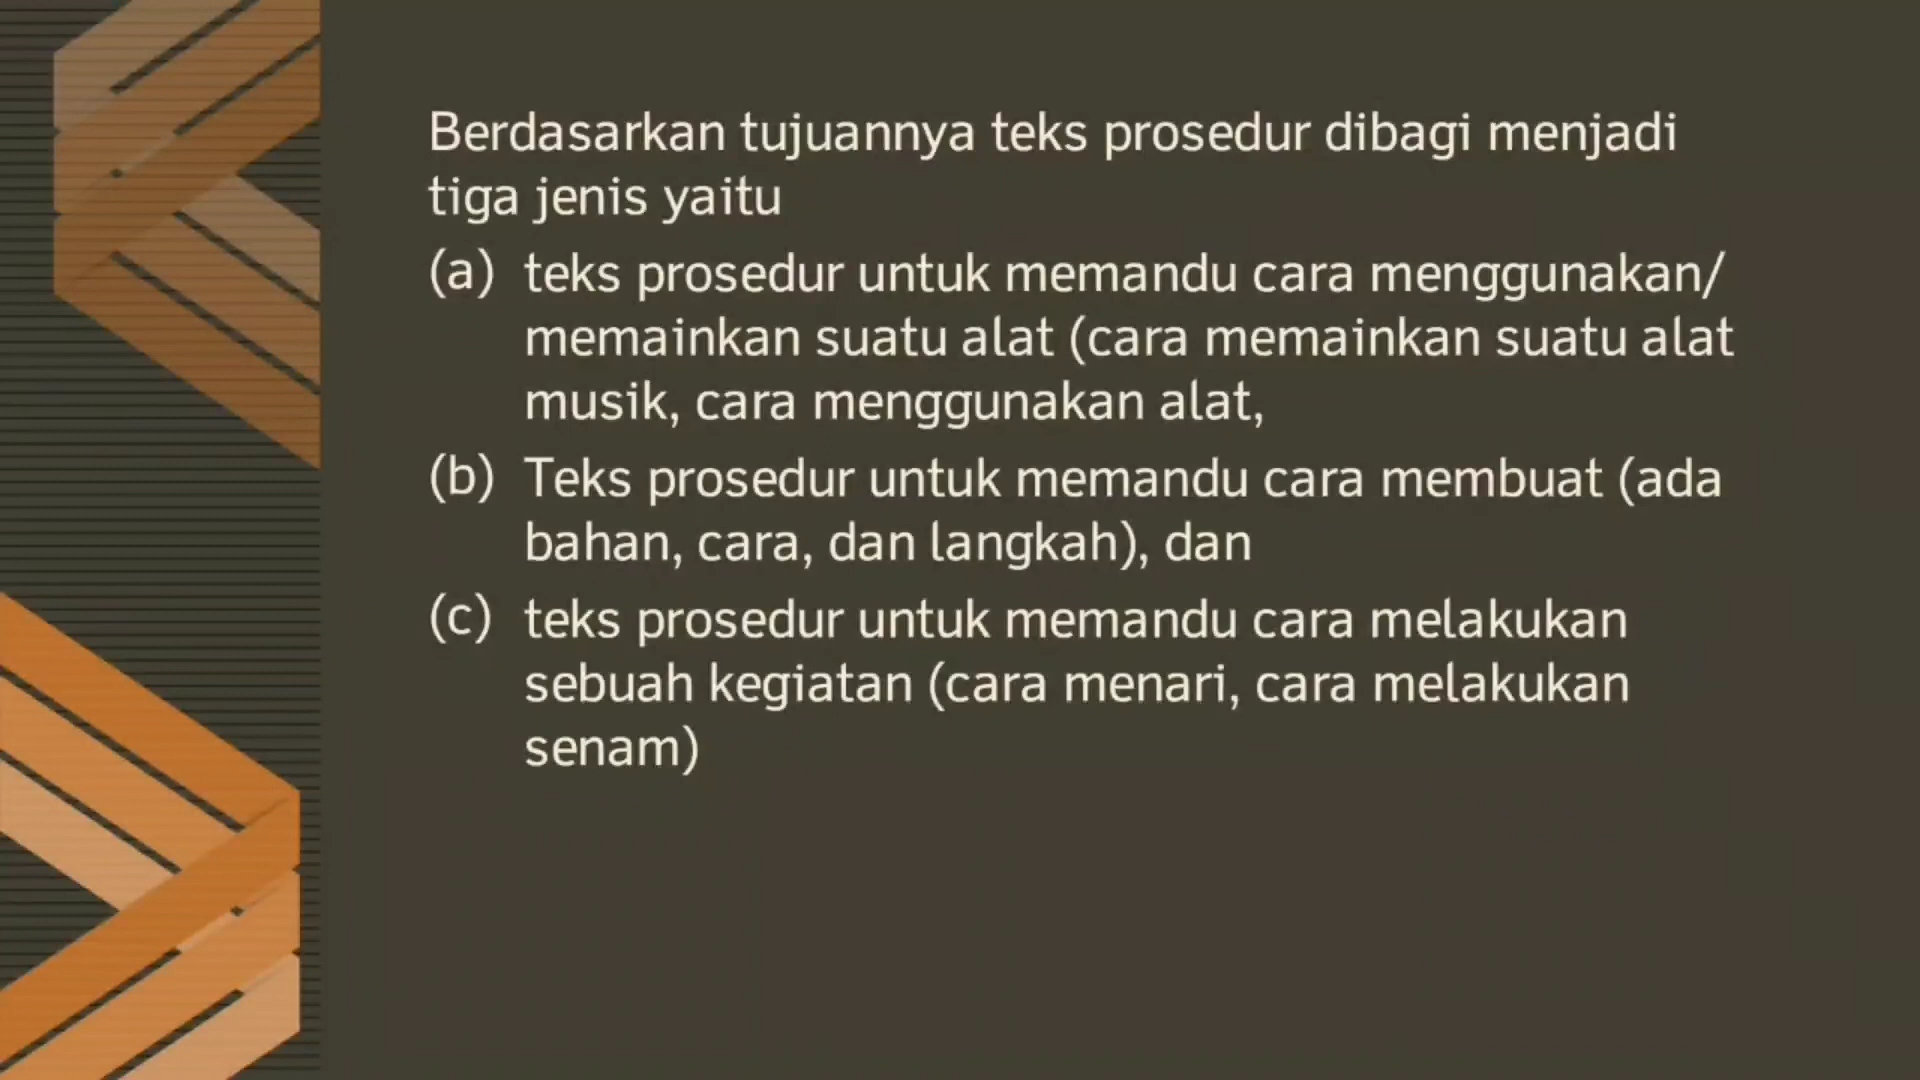 Berdasarkan tujuannya teks prosedur dibagi menjadi
tiga jenis yaitu
(a) teks prosedur untuk memandu cara menggunakan/
memainkan suatu alat (cara memainkan suatu alat
musik, cara menggunakan alat,
(b) Teks prosedur untuk memandu cara membuat (ada
bahan, cara, dan langkah), dan
(c) teks prosedur untuk memandu cara melakukan
sebuah kegiatan (cara menari, cara melakukan
senam)